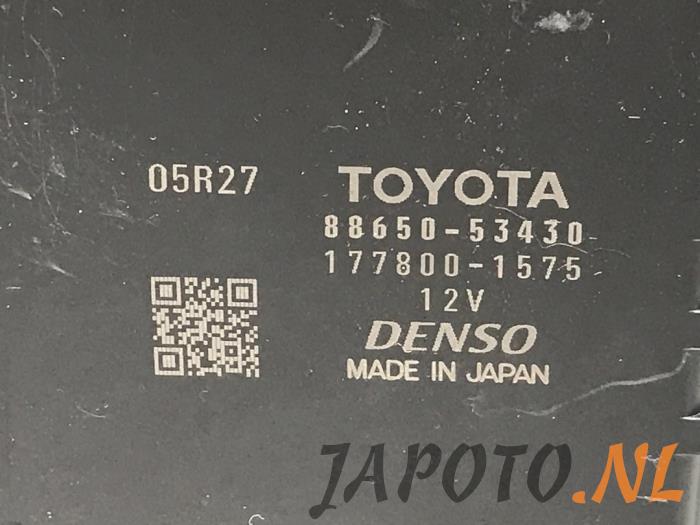 05R27 TOYOTA
88650-53430
177800-1575
12V
DENSO
MADE IN JAPAN
JAPOTO.NL